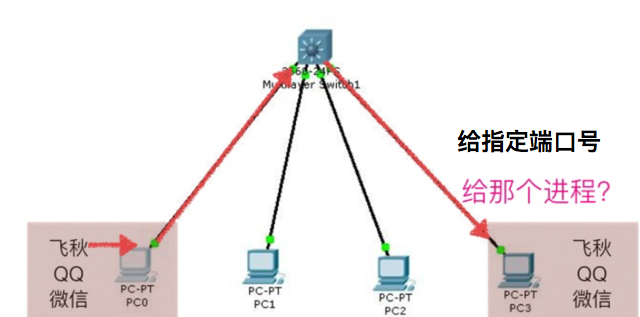 3560-24PS
Multilayer Switch1
给指定端口号
给那个进程?
飞秋
QQ
微信
PC-PT
PC0
PC-PT
PC1
PC-PT
PC2
PC-PT
PC3
飞秋
QQ
微信